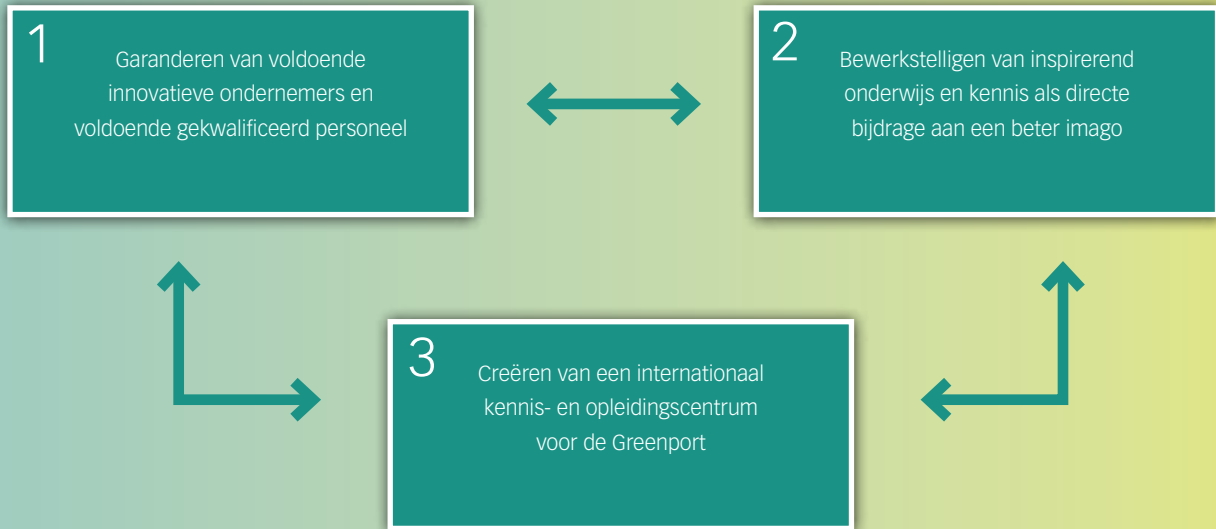 1
Garanderen van voldoende
innovatieve ondernemers en
voldoende gekwalificeerd personeel
2
Bewerkstelligen van inspirerend
onderwijs en kennis als directe
bijdrage aan een beter imago
3
Creëren van een internationaal
kennis- en opleidingscentrum
voor de Greenport